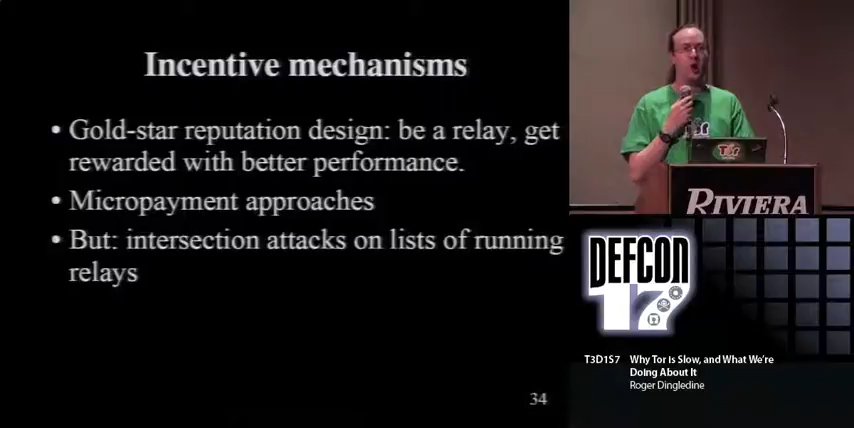 Incentive mechanisms
• Gold-star reputation design: be a relay, get
rewarded with better performance.
• Micropayment approaches
• But: intersection attacks on lists of running
relays
34
Tor
RIVIERA
DEFCON
17
T3D1S7 Why Tor is Slow, and What We're
Doing About It
Roger Dingledine